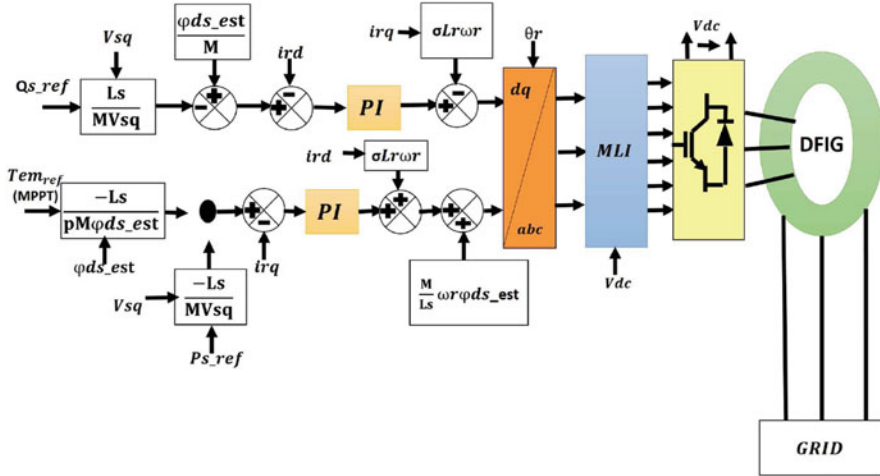 Vsq
φds_est
M
ird
irq
σLrωr
θr
Vdc
Qs_ref
Ls
MVsq
PI
dq
MLI
DFIG
ird
σLrωr
Tem_ref
(MPPT)
−Ls
pMφds_est
PI
abc
φds_est
irq
Vdc
Vsq
−Ls
MVsq
M
Ls
ωrφds_est
Ps_ref
GRID